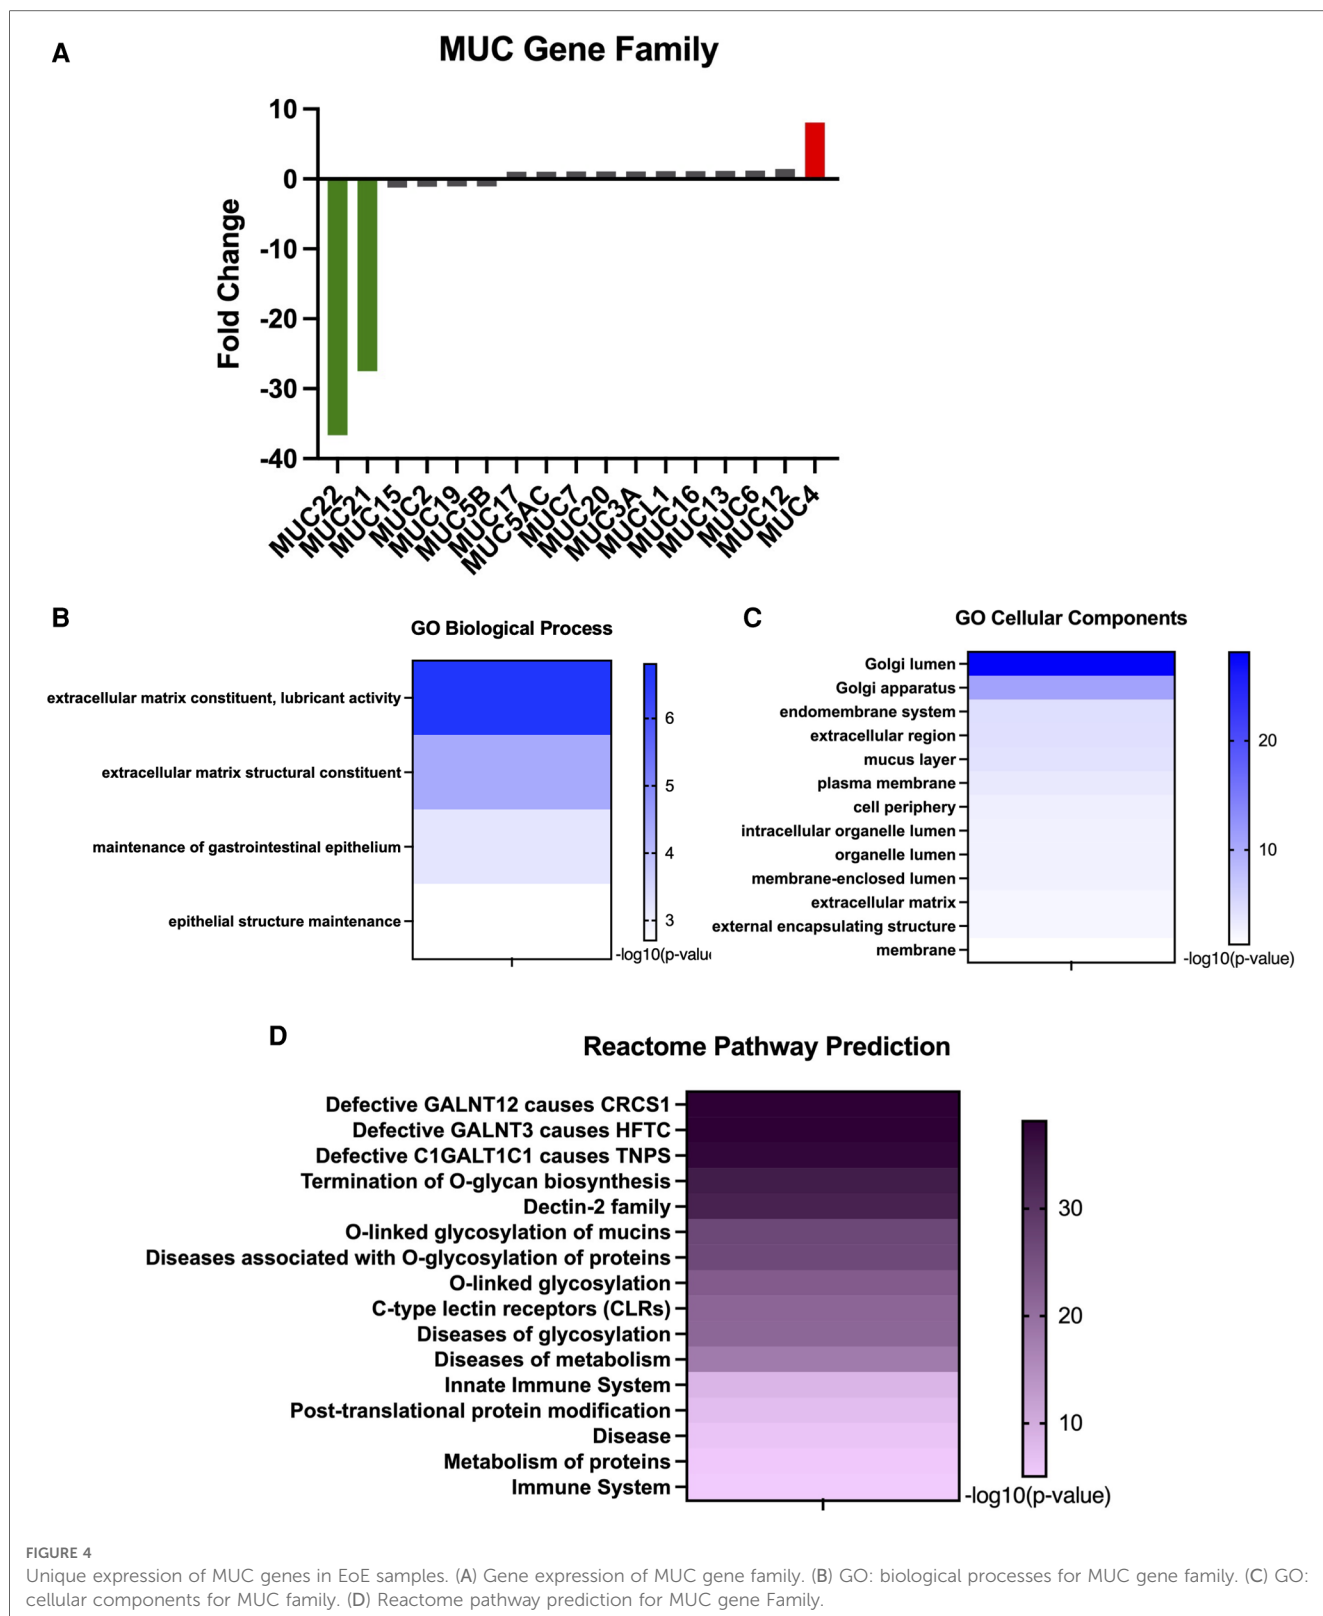 A
MUC Gene Family
Fold Change
10
0
-10
-20
-30
-40
MUC22
MUC21
MUC15
MUC2
MUC19
MUC5B
MUC17
MUC5AC
MUC7
MUC20
MUC3A
MUCL1
MUC16
MUC13
MUC6
MUC12
MUC4
B
GO Biological Process
extracellular matrix constituent, lubricant activity
extracellular matrix structural constituent
maintenance of gastrointestinal epithelium
epithelial structure maintenance
6
5
4
3
-log10(p-value
C
GO Cellular Components
Golgi lumen
Golgi apparatus
endomembrane system
extracellular region
mucus layer
plasma membrane
cell periphery
intracellular organelle lumen
organelle lumen
membrane-enclosed lumen
extracellular matrix
external encapsulating structure
membrane
20
10
-log10(p-value)
D
Reactome Pathway Prediction
Defective GALNT12 causes CRCS1
Defective GALNT3 causes HFTC
Defective C1GALT1C1 causes TNPS
Termination of O-glycan biosynthesis
Dectin-2 family
O-linked glycosylation of mucins
Diseases associated with O-glycosylation of proteins
O-linked glycosylation
C-type lectin receptors (CLRs)
Diseases of glycosylation
Diseases of metabolism
Innate Immune System
Post-translational protein modification
Disease
Metabolism of proteins
Immune System
30
20
10
-log10(p-value)
FIGURE 4
Unique expression of MUC genes in EoE samples. (A) Gene expression of MUC gene family. (B) GO: biological processes for MUC gene family. (C) GO:
cellular components for MUC family. (D) Reactome pathway prediction for MUC gene Family.